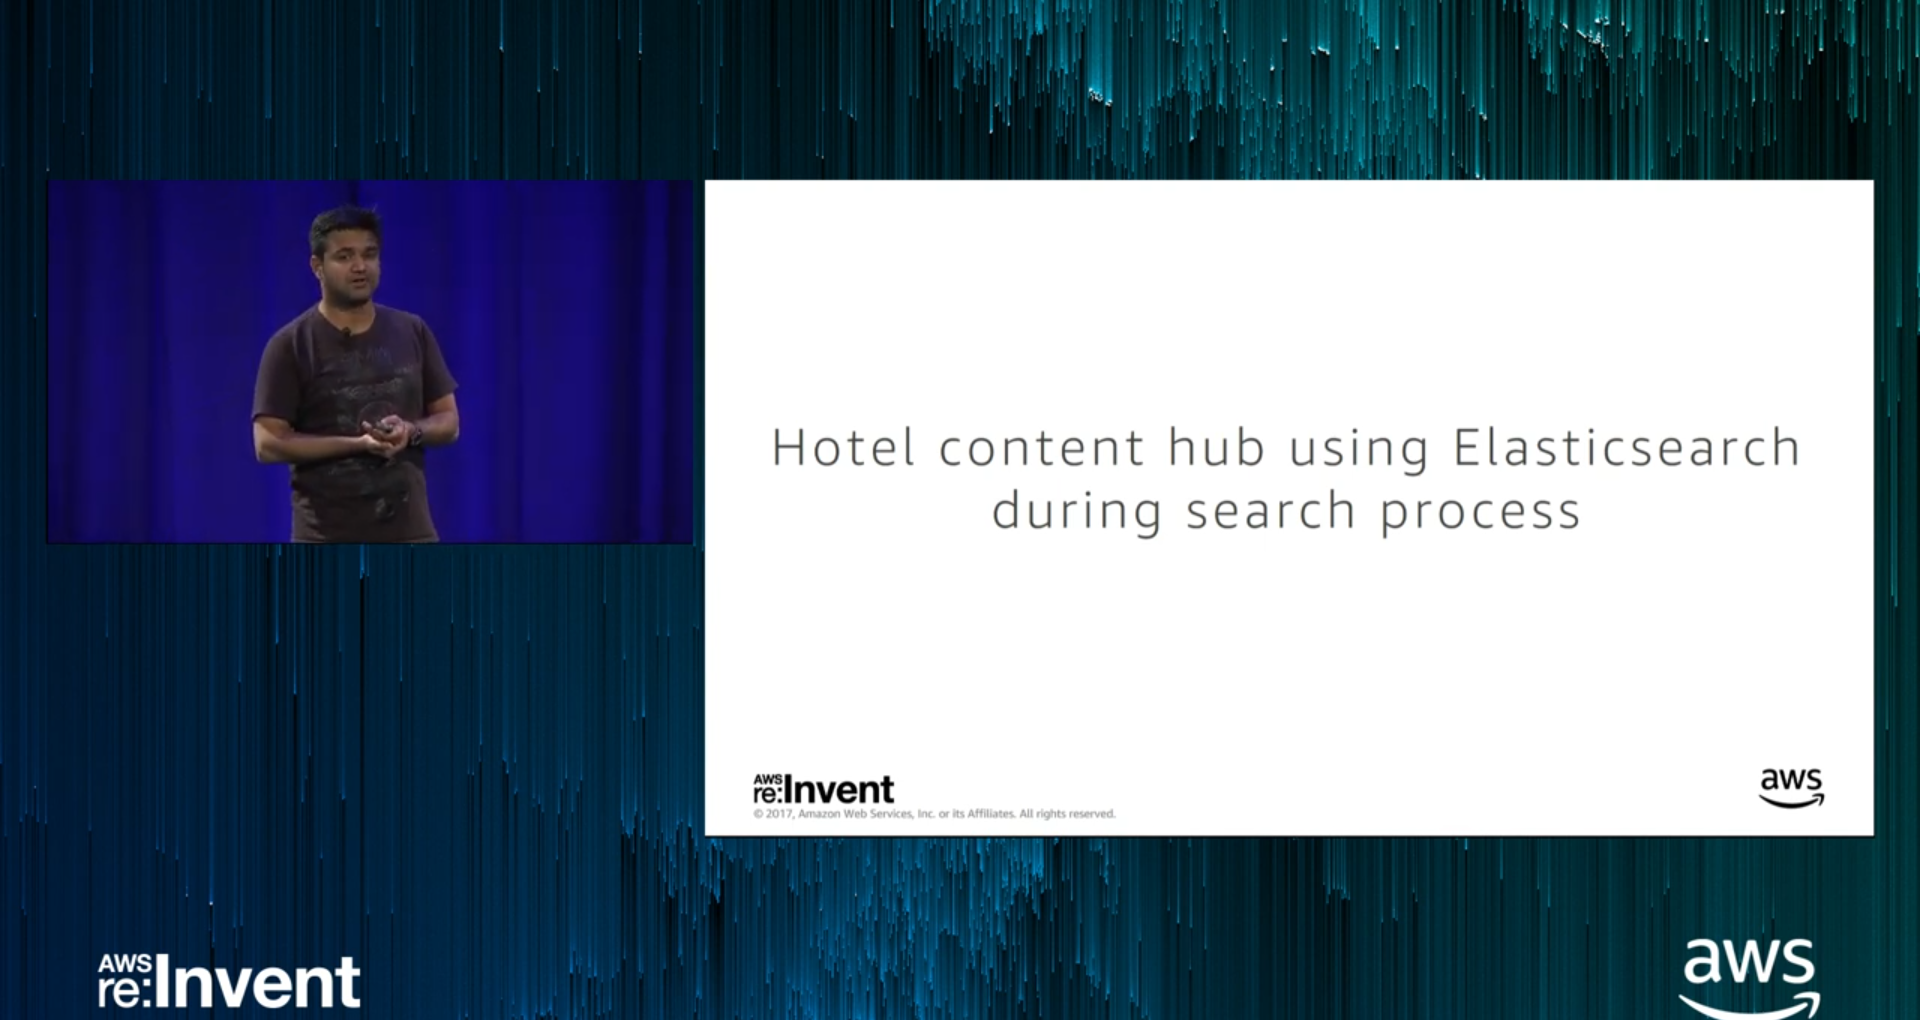 Hotel content hub using Elasticsearch
during search process
AWS
re:Invent
© 2017, Amazon Web Services, Inc. or its Affiliates. All rights reserved.
aws
AWS
re:Invent
aws